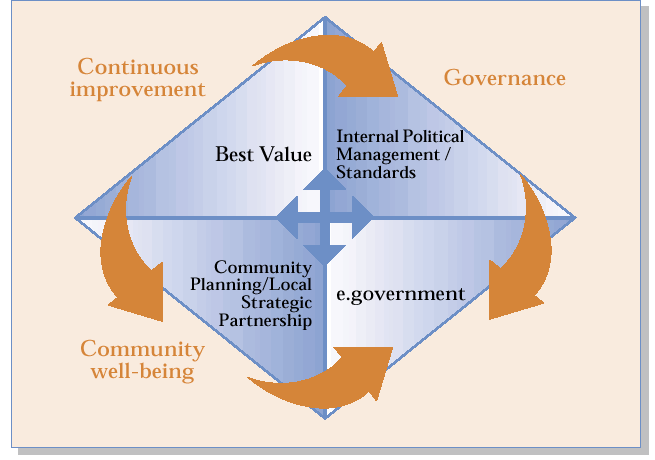 Continuous
improvement
Governance
Best Value
Internal Political
Management /
Standards
Community
Planning/Local
Strategic
Partnership
e.government
Community
well-being